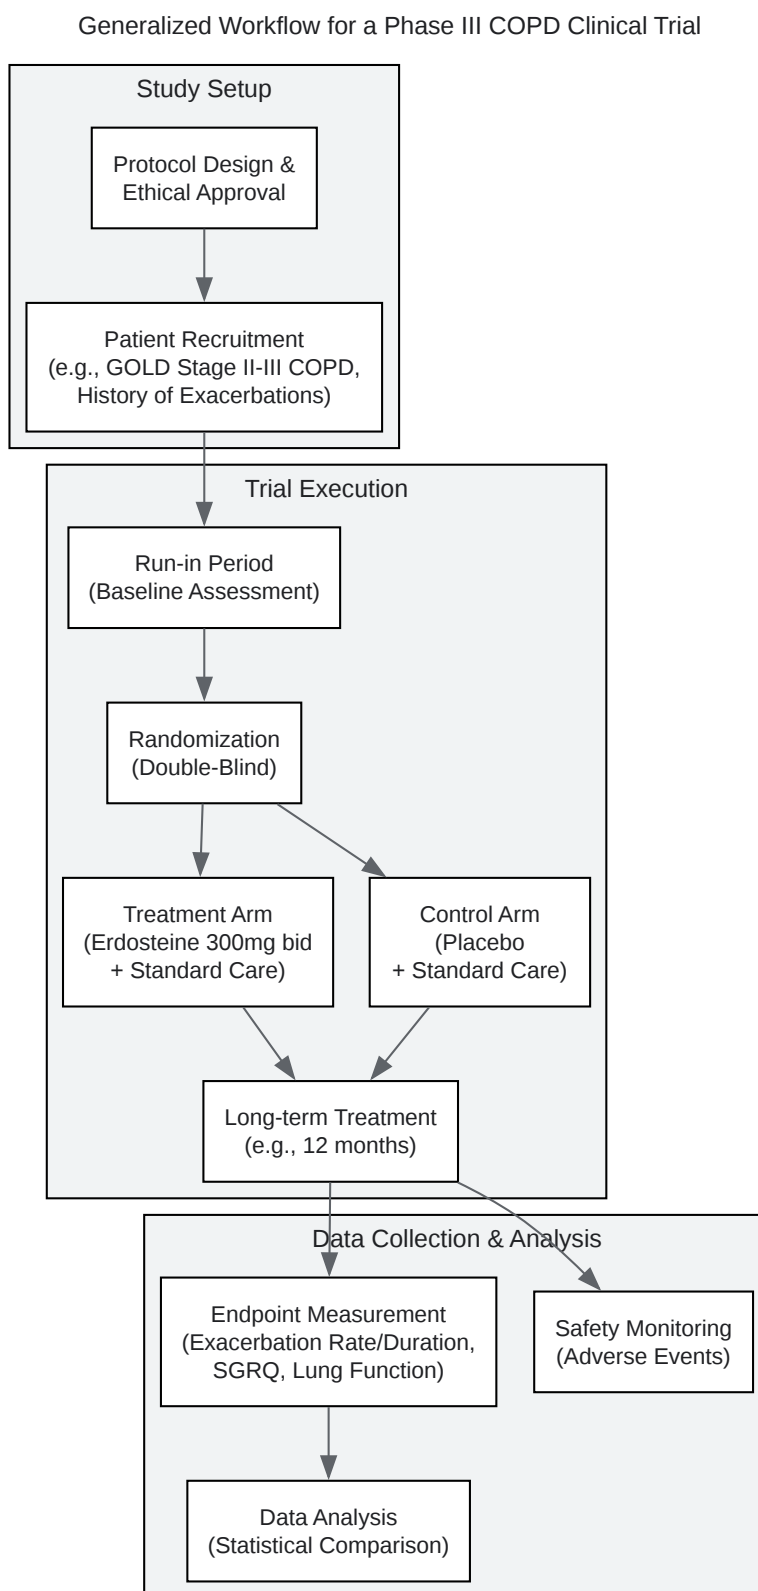 Generalized Workflow for a Phase III COPD Clinical Trial
Study Setup
Protocol Design &
Ethical Approval
Patient Recruitment
(e.g., GOLD Stage II-III COPD,
History of Exacerbations)
Trial Execution
Run-in Period
(Baseline Assessment)
Randomization
(Double-Blind)
Treatment Arm
(Erdosteine 300mg bid
+ Standard Care)
Control Arm
(Placebo
+ Standard Care)
Long-term Treatment
(e.g., 12 months)
Data Collection & Analysis
Endpoint Measurement
(Exacerbation Rate/Duration,
SGRQ, Lung Function)
Safety Monitoring
(Adverse Events)
Data Analysis
(Statistical Comparison)